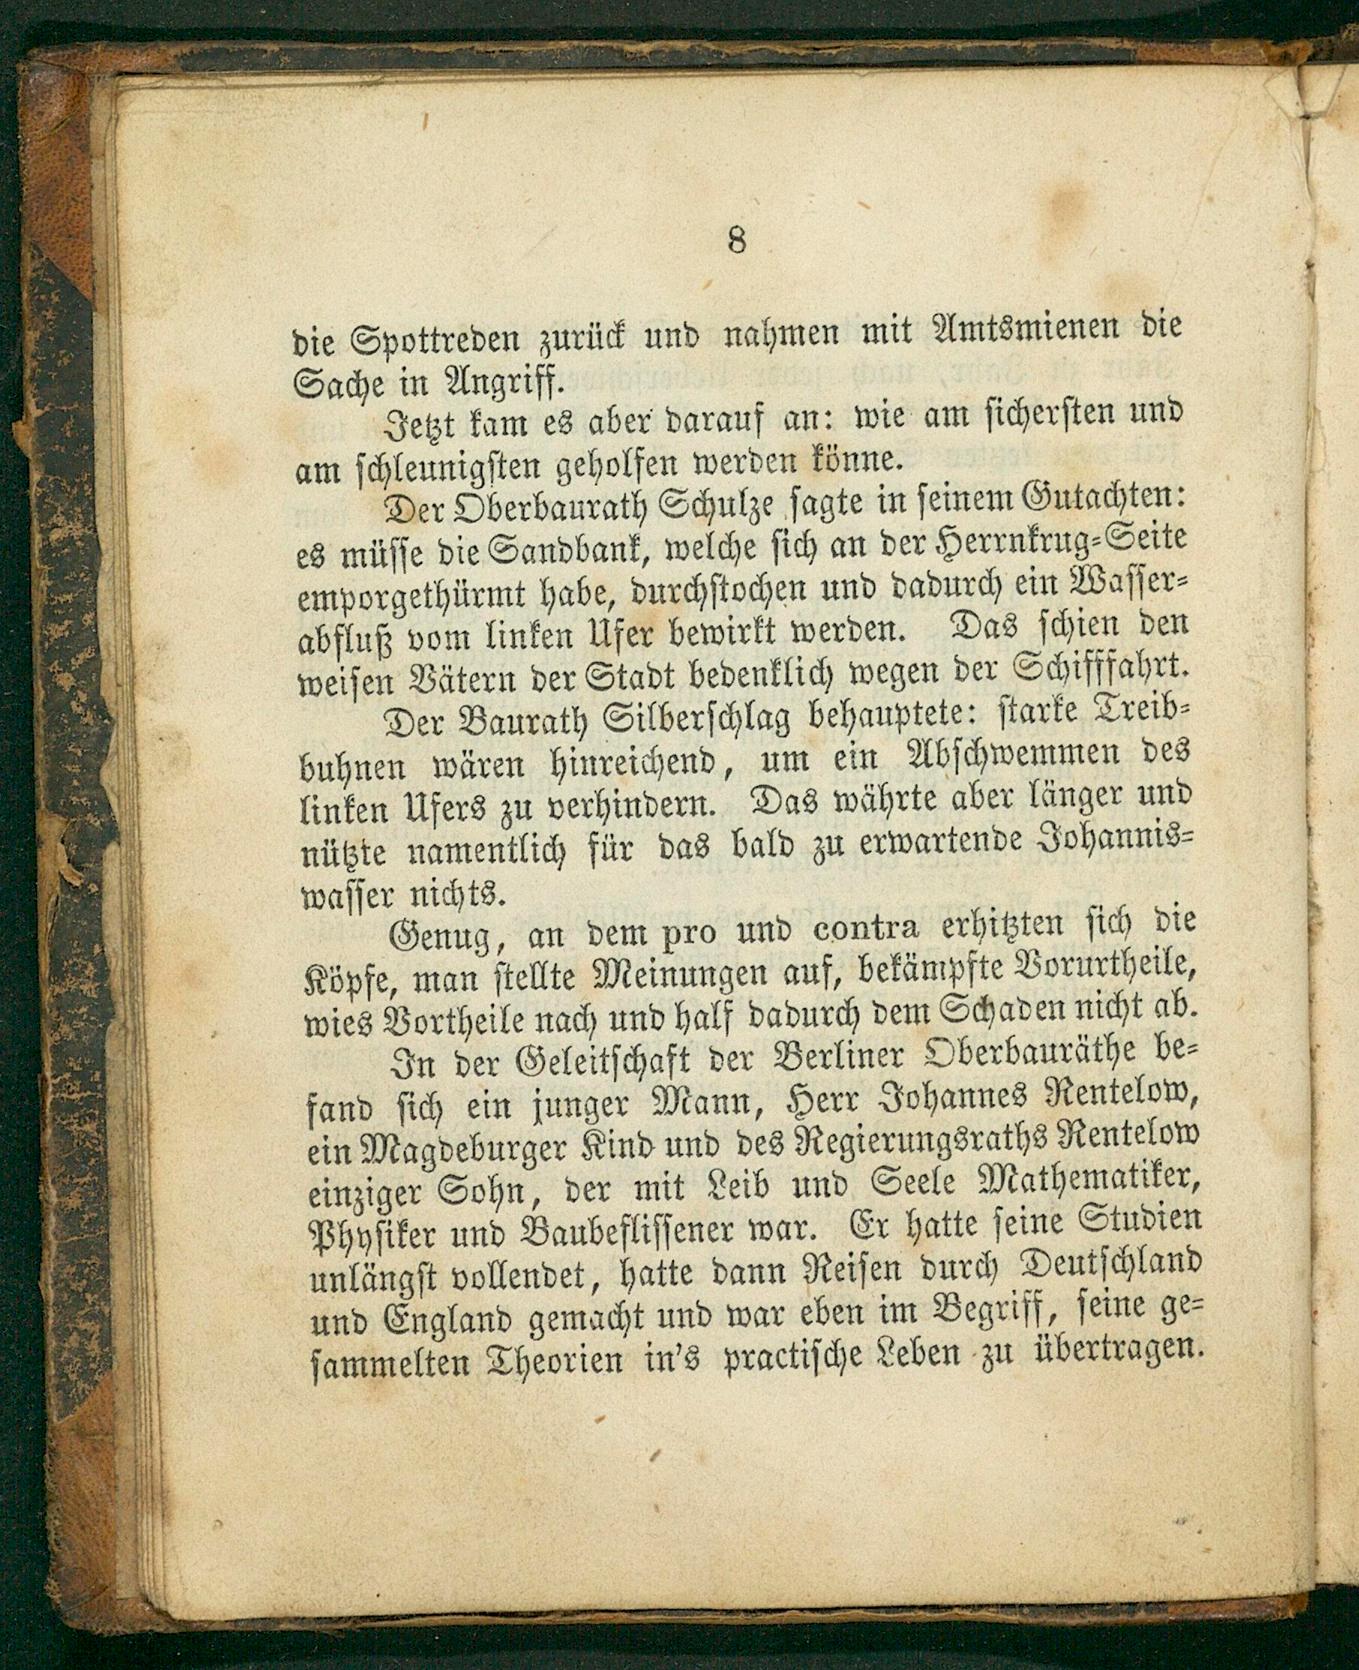 8
die Spottreden zurück und nahmen mit Amtsmienen die
Sache in Angriff.
Jetzt kam es aber darauf an: wie am sichersten und
am schleunigsten geholfen werden könne.
Der Oberbaurath Schulze sagte in seinem Gutachten:
es müsse die Sandbank, welche sich an der Herrnkrug-Seite
emporgethürmt habe, durchstochen und dadurch ein Wasser-
abfluß vom linken Ufer bewirkt werden. Das schien den
weisen Vätern der Stadt bedenklich wegen der Schifffahrt.
Der Baurath Silberschlag behauptete: starke Treib-
buhnen wären hinreichend, um ein Abschwemmen des
linken Ufers zu verhindern. Das währte aber länger und
nützte namentlich für das bald zu erwartende Johannis-
wasser nichts.
Genug, an dem pro und contra erhitzten sich die
Köpfe, man stellte Meinungen auf, bekämpfte Vorurtheile,
wies Vortheile nach und half dadurch dem Schaden nicht ab.
In der Geleitschaft der Berliner Oberbauräthe be-
fand sich ein junger Mann, Herr Johannes Rentelow,
ein Magdeburger Kind und des Regierungsraths Rentelow
einziger Sohn, der mit Leib und Seele Mathematiker,
Physiker und Baubeflissener war. Er hatte seine Studien
unlängst vollendet, hatte dann Reisen durch Deutschland
und England gemacht und war eben im Begriff, seine ge-
sammelten Theorien in's practische Leben zu übertragen.